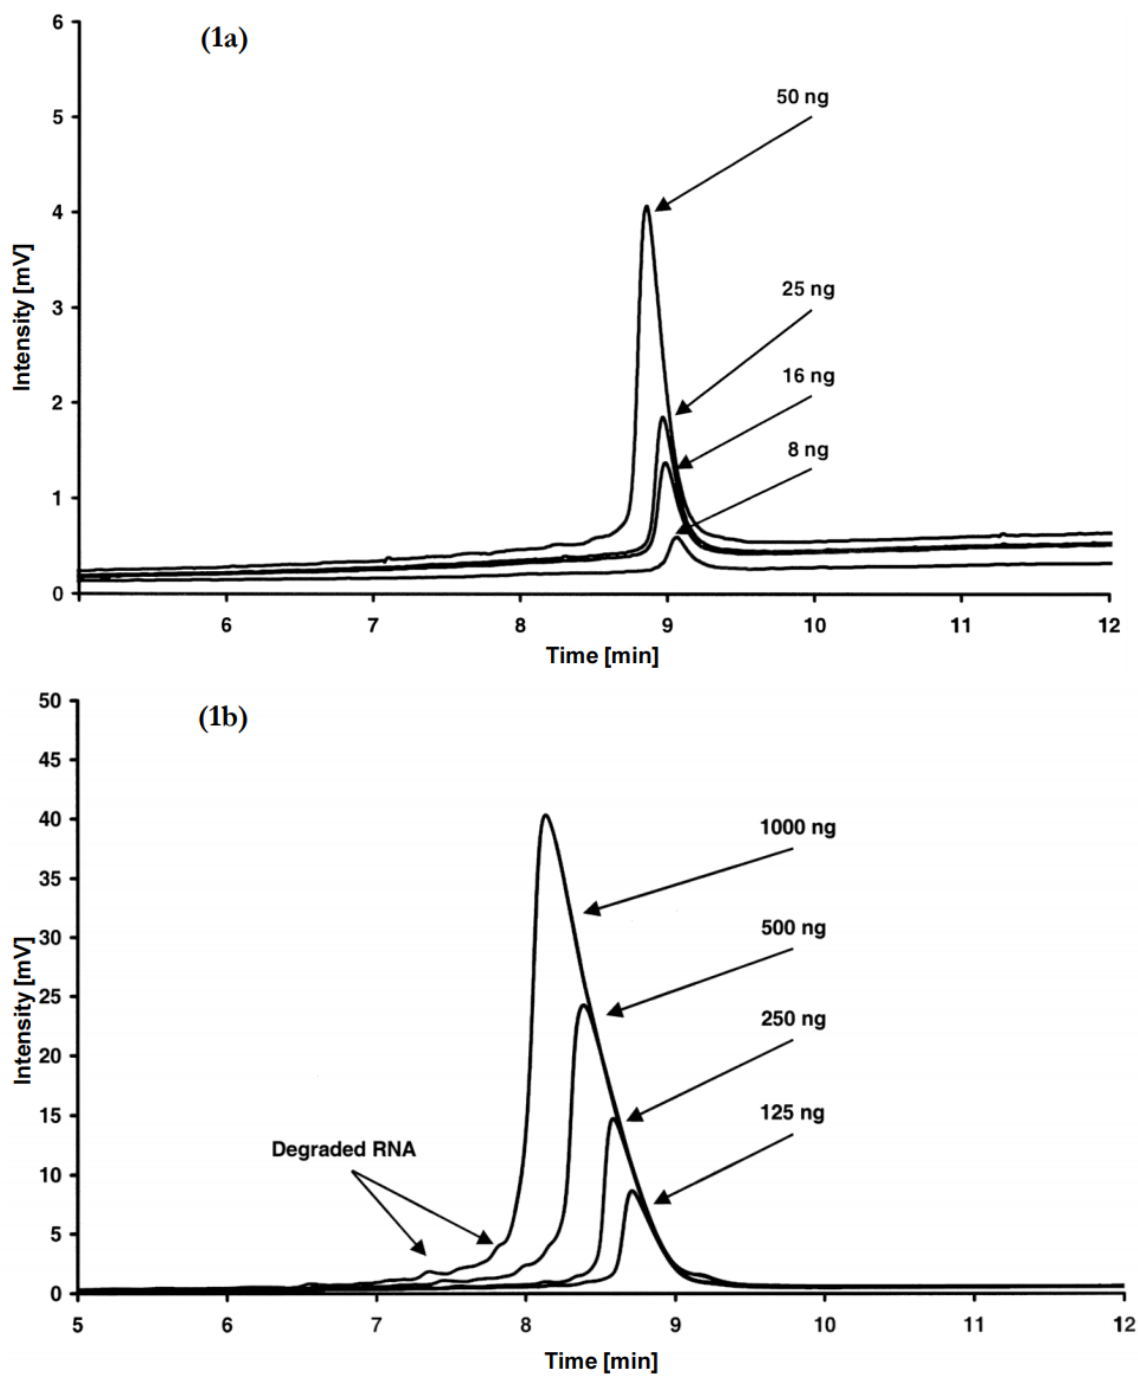 (1a)
6
5
4
3
2
1
0
Intensity [mV]
50 ng
25 ng
16 ng
8 ng
6 7 8 9 10 11 12
Time [min]
(1b)
50
45
40
35
30
25
20
15
10
5
0
Intensity [mV]
1000 ng
500 ng
250 ng
125 ng
Degraded RNA
5 6 7 8 9 10 11 12
Time [min]